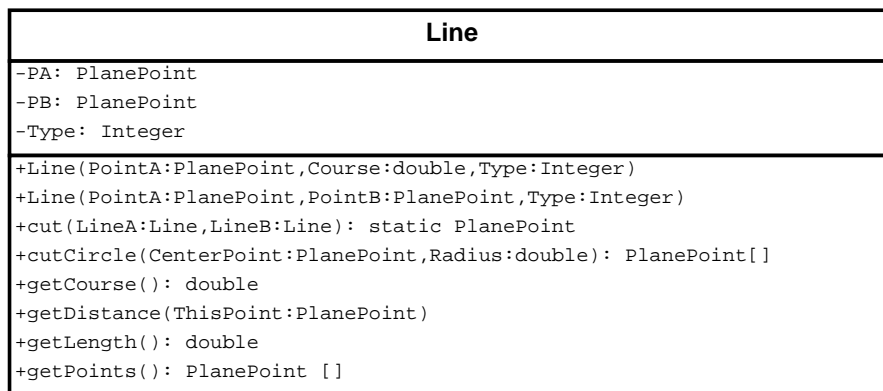 Line
-PA: PlanePoint
-PB: PlanePoint
-Type: Integer
+Line(PointA:PlanePoint,Course:double,Type:Integer)
+Line(PointA:PlanePoint,PointB:PlanePoint,Type:Integer)
+cut(LineA:Line,LineB:Line): static PlanePoint
+cutCircle(CenterPoint:PlanePoint,Radius:double): PlanePoint[]
+getCourse(): double
+getDistance(ThisPoint:PlanePoint)
+getLength(): double
+getPoints(): PlanePoint []